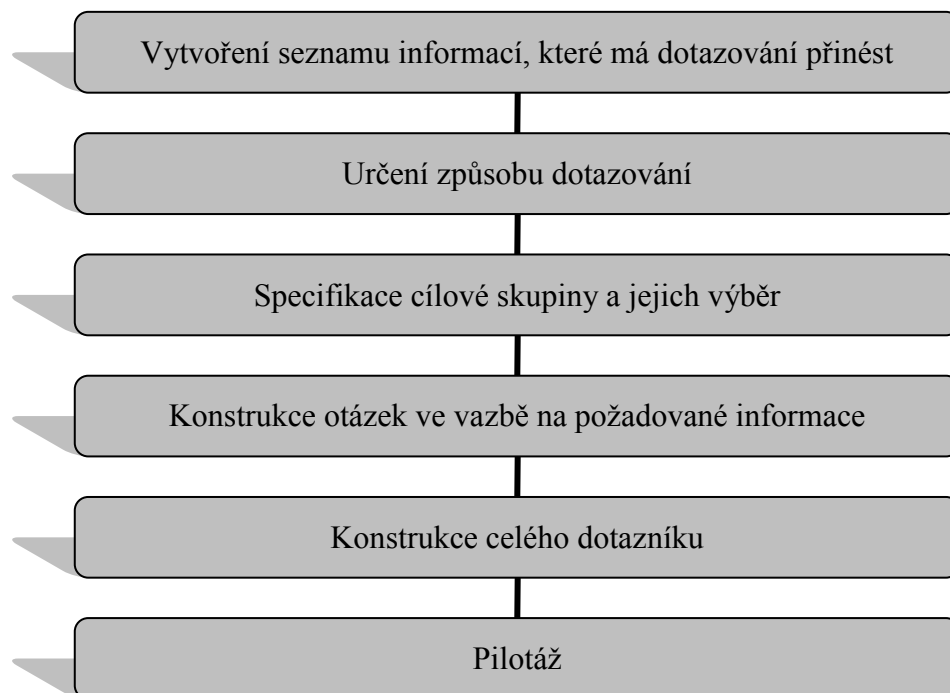 Vytvoření seznamu informací, které má dotazování přinést
Určení způsobu dotazování
Specifikace cílové skupiny a jejich výběr
Konstrukce otázek ve vazbě na požadované informace
Konstrukce celého dotazníku
Pilotáž